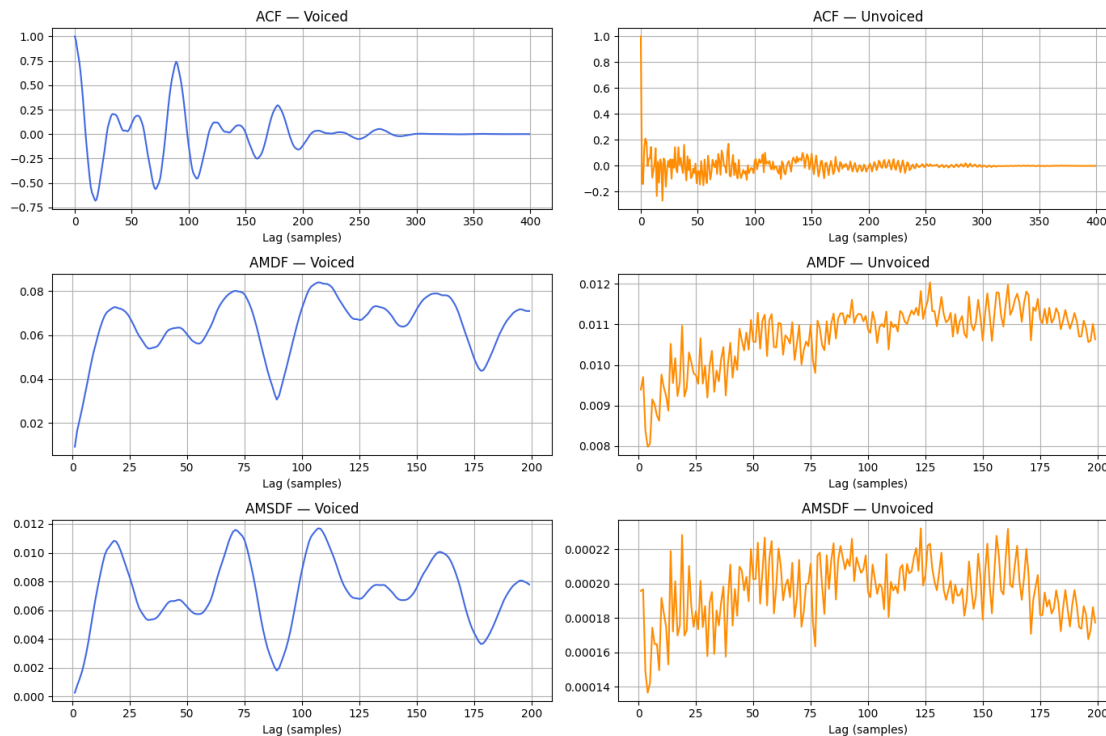 ACF — Voiced
1.00
0.75
0.50
0.25
0.00
−0.25
−0.50
−0.75
0 50 100 150 200 250 300 350 400
Lag (samples)
ACF — Unvoiced
1.0
0.8
0.6
0.4
0.2
0.0
−0.2
0 50 100 150 200 250 300 350 400
Lag (samples)
AMDF — Voiced
0.08
0.06
0.04
0.02
0 25 50 75 100 125 150 175 200
Lag (samples)
AMDF — Unvoiced
0.012
0.011
0.010
0.009
0.008
0 25 50 75 100 125 150 175 200
Lag (samples)
AMSDF — Voiced
0.012
0.010
0.008
0.006
0.004
0.002
0.000
0 25 50 75 100 125 150 175 200
Lag (samples)
AMSDF — Unvoiced
0.00022
0.00020
0.00018
0.00016
0.00014
0 25 50 75 100 125 150 175 200
Lag (samples)